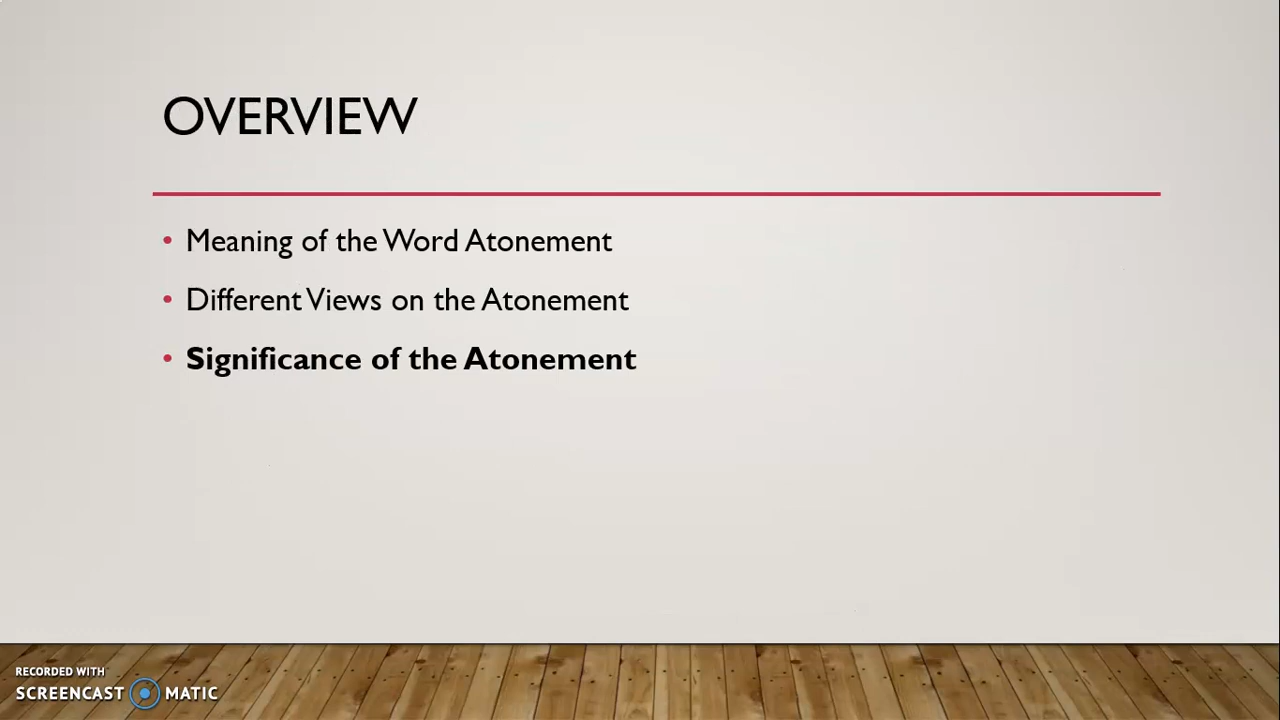 OVERVIEW
• Meaning of the Word Atonement
• Different Views on the Atonement
• Significance of the Atonement
RECORDED WITH
SCREENCAST MATIC